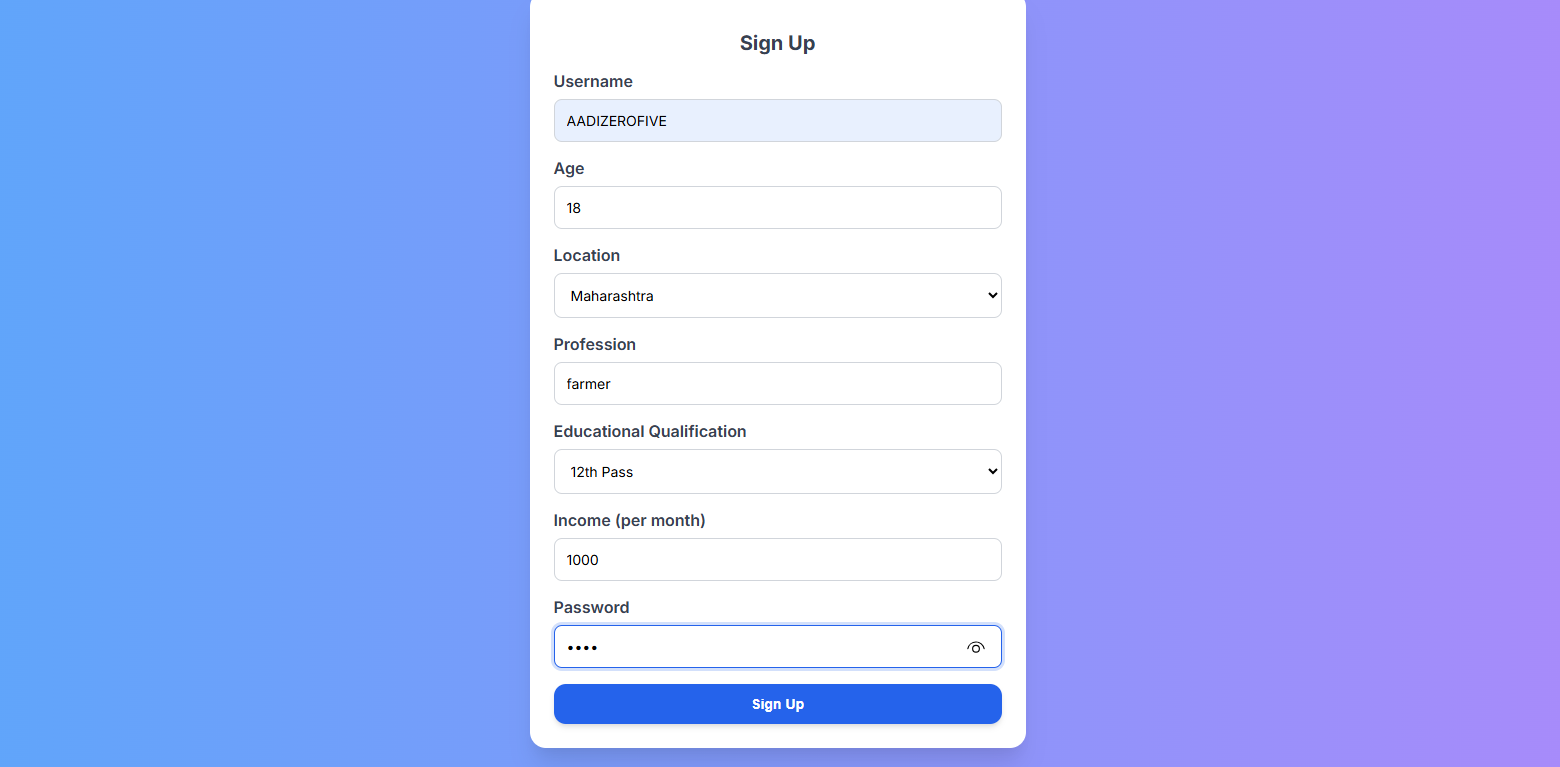 Sign Up
Username
AADIZEROFIVE
Age
18
Location
Maharashtra
Profession
farmer
Educational Qualification
12th Pass
Income (per month)
1000
Password
••••
Sign Up